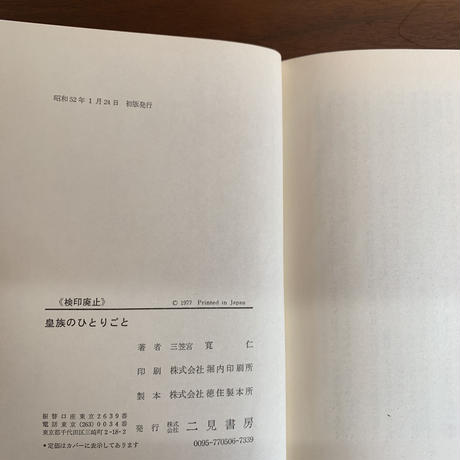 昭和52年1月24日 初版発行
《検印廃止》
© 1977 Printed in Japan
皇族のひとりごと
著者 三笠宮 寛仁
印刷 株式会社 堀内印刷所
製本 株式会社 徳住製本所
発行 株式会社 二見書房
振替口座東京2639番
電話東京(263)0034番
東京都千代田区三崎町2-18-2
・定価はカバーに表示してあります
0095-770506-7339